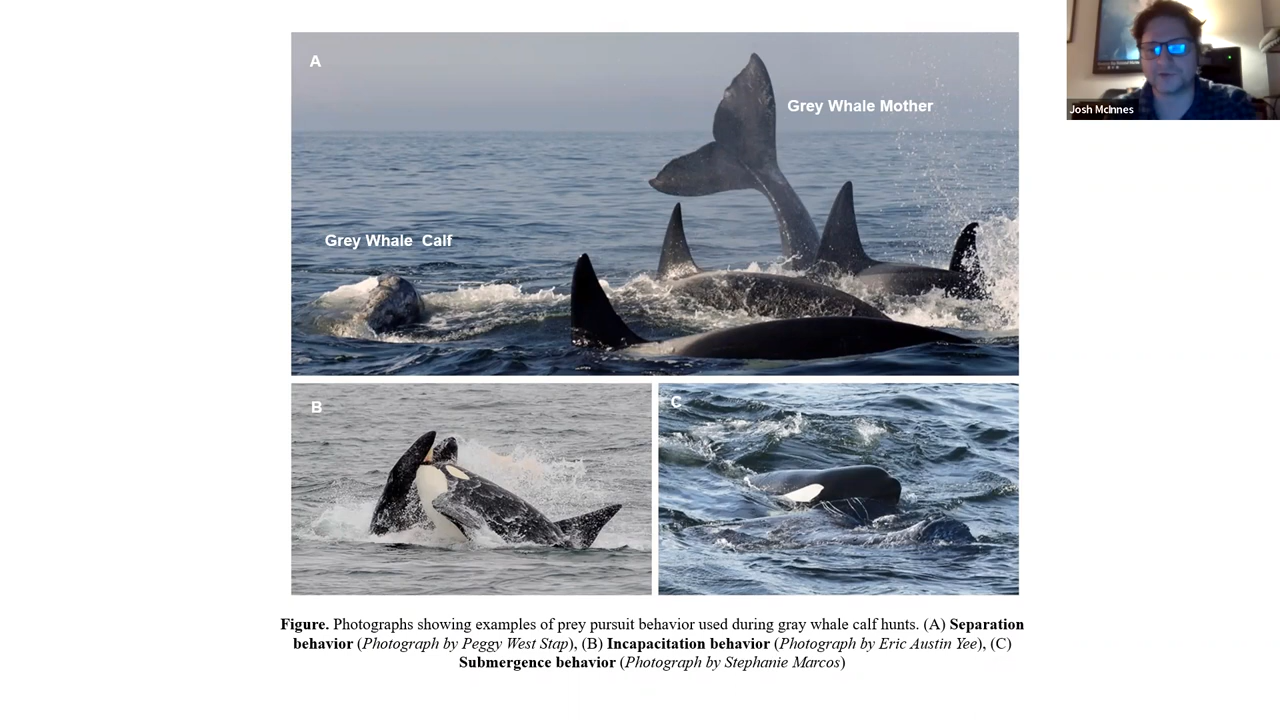 A
Grey Whale Mother
Josh McInnes
Grey Whale  Calf
B
C
Figure. Photographs showing examples of prey pursuit behavior used during gray whale calf hunts. (A) Separation
behavior (Photograph by Peggy West Stap), (B) Incapacitation behavior (Photograph by Eric Austin Yee), (C)
Submergence behavior (Photograph by Stephanie Marcos)